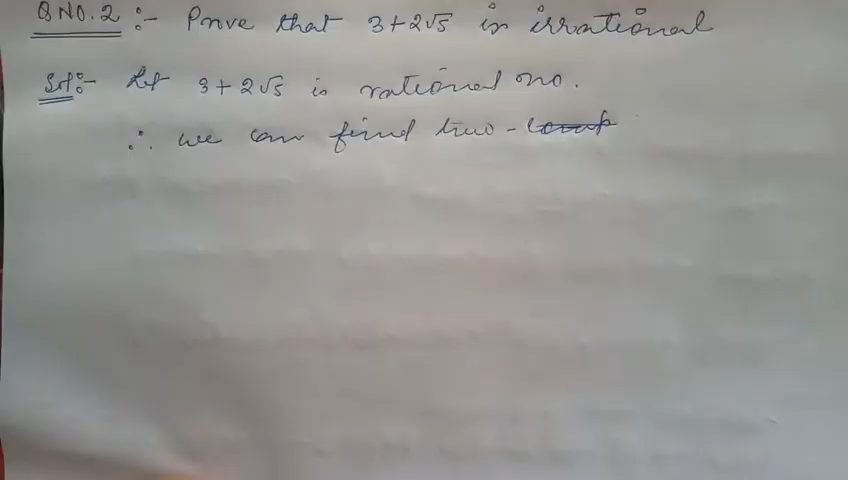 Q NO. 2 :- Prove that 3+2√5 is irrational
Sol:- Let 3+2√5 is rational no.
∴ we can find two